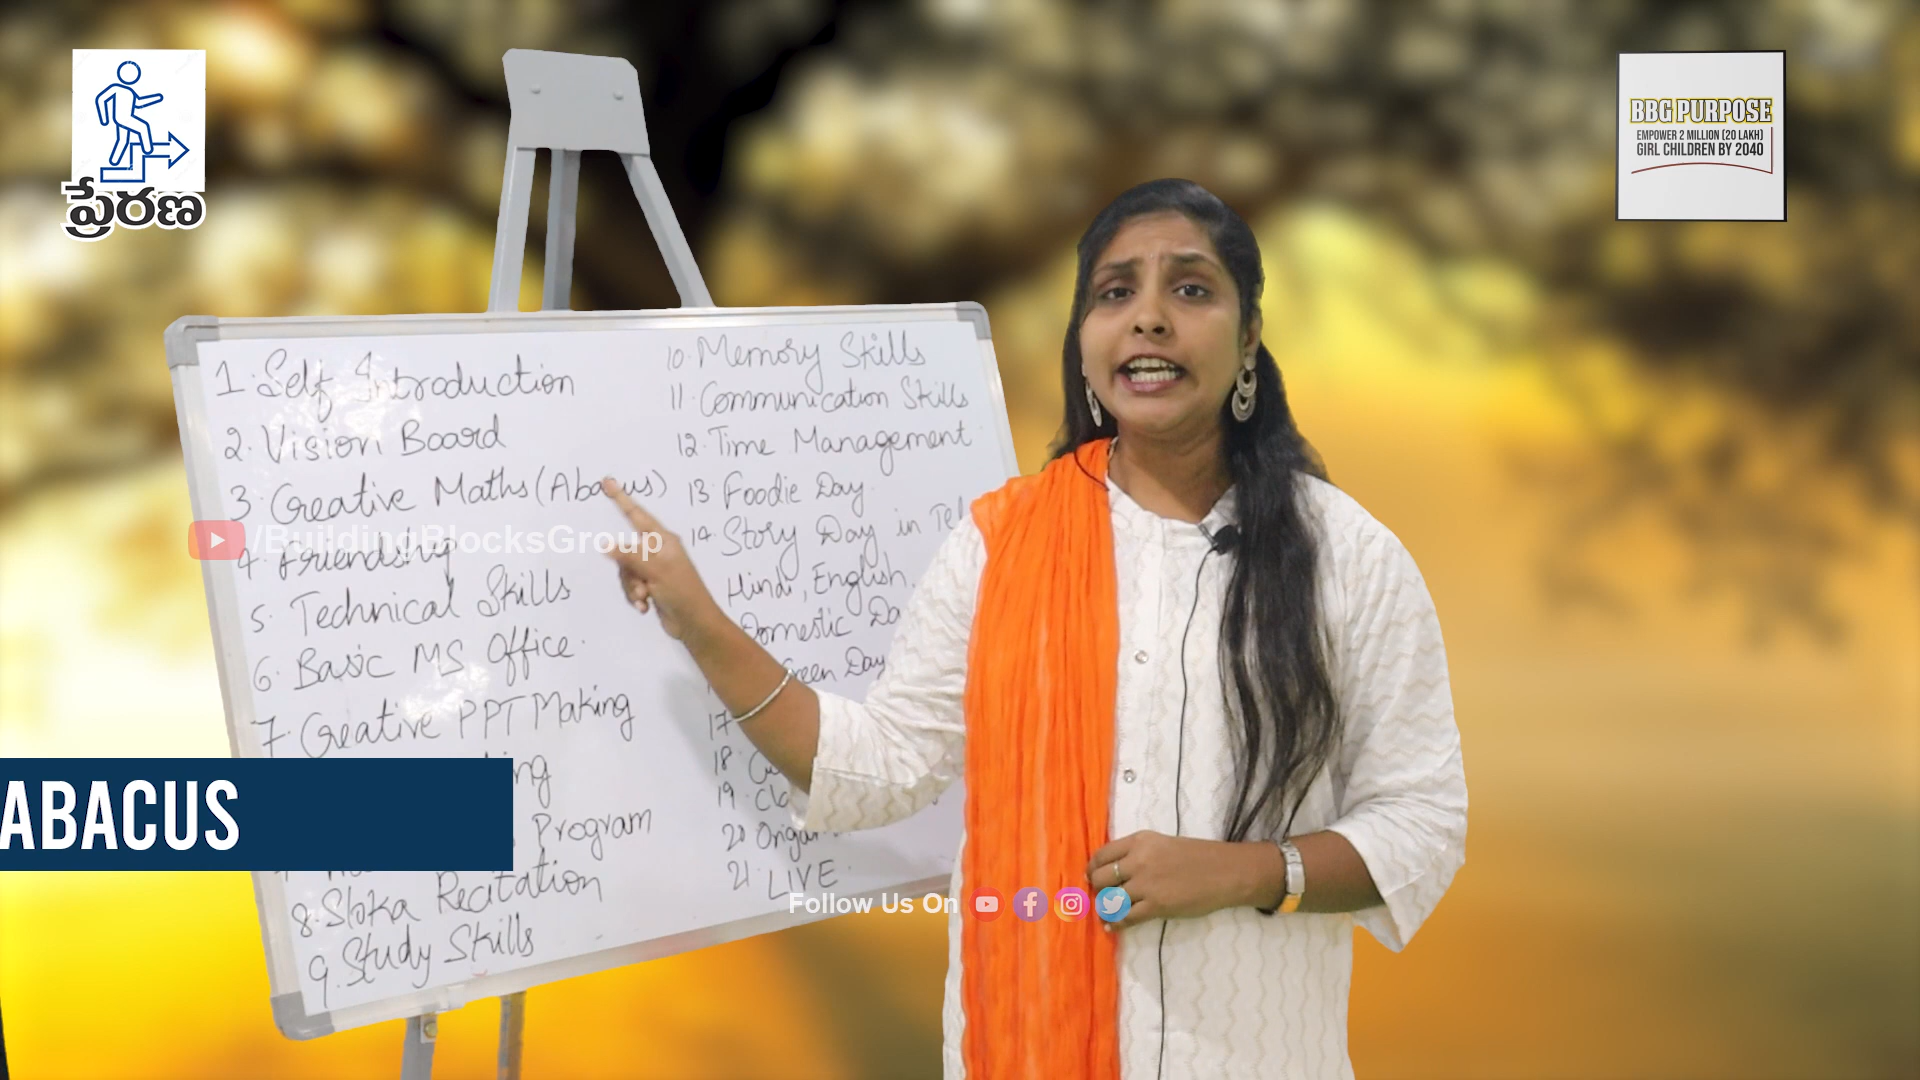 ప్రేరణ
BBG PURPOSE
EMPOWER 2 MILLION (20 LAKH)
GIRL CHILDREN BY 2040
1. Self Introduction
2. Vision Board
3. Creative Maths (Abacus)
4. Friendship
5. Technical Skills
6. Basic MS Office.
7. Creative PPT Making
Program
8. Sloka Recitation
9. Study Skills
10. Memory Skills
11. Communication Skills
12. Time Management
13. Foodie Day
14. Story Day in Tel
Hindi, English,
Domestic Da
Green Day
17
18
19
20
21. LIVE.
/BuildingBlocksGroup
ABACUS
Follow Us On